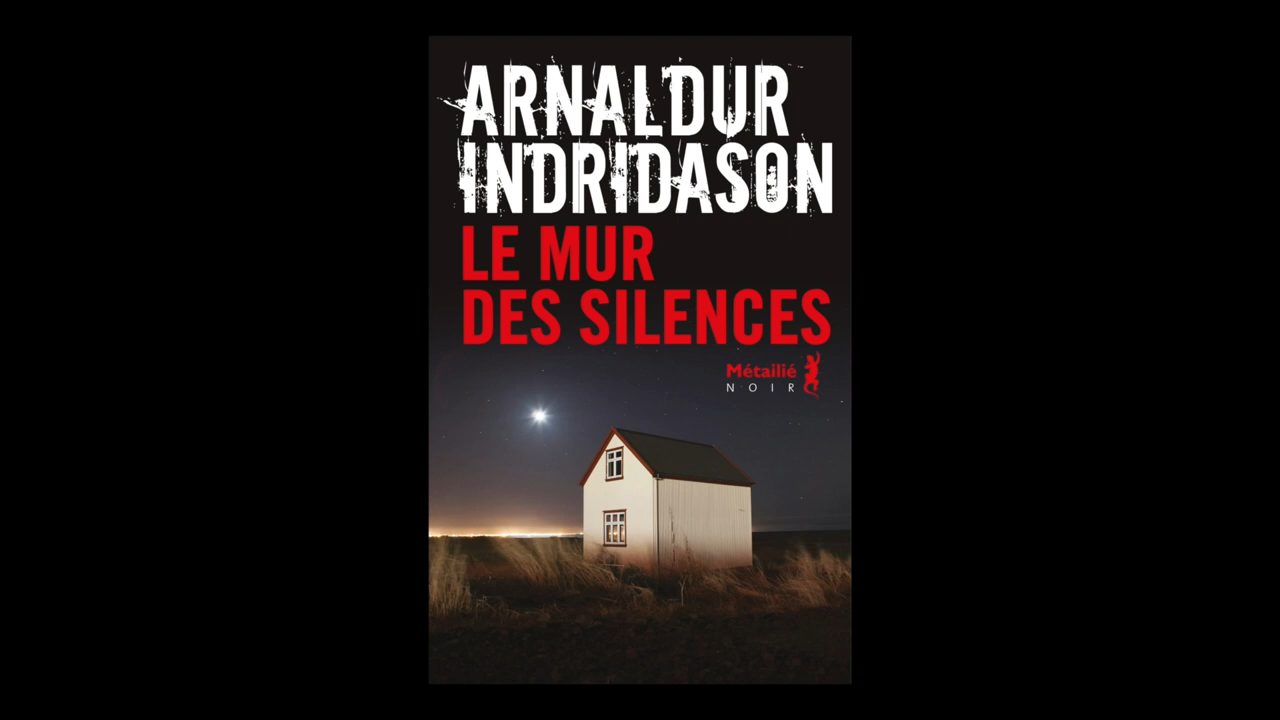 ARNALDUR
INDRIDASON
LE MUR
DES SILENCES
Métailié
NOIR